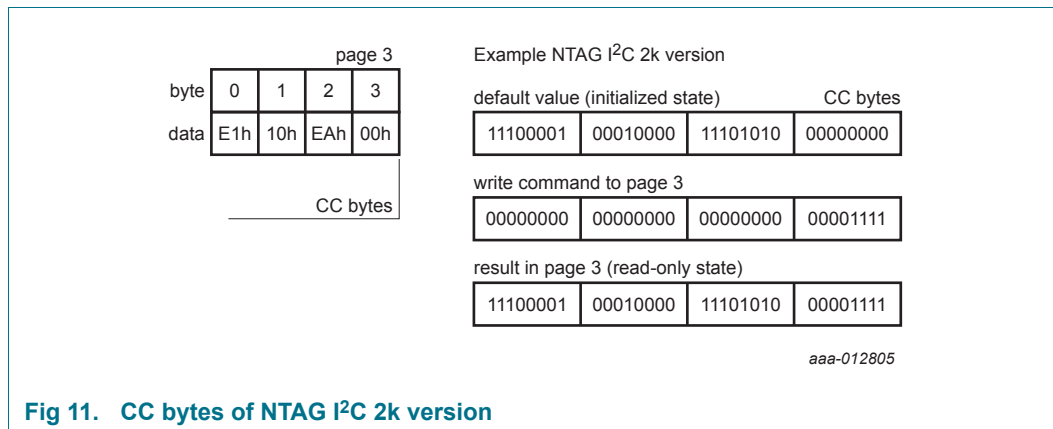 page 3
byte 0 1 2 3
data E1h 10h EAh 00h
CC bytes
Example NTAG I²C 2k version
default value (initialized state) CC bytes
11100001 00010000 11101010 00000000
write command to page 3
00000000 00000000 00000000 00001111
result in page 3 (read-only state)
11100001 00010000 11101010 00001111
aaa-012805
Fig 11. CC bytes of NTAG I²C 2k version